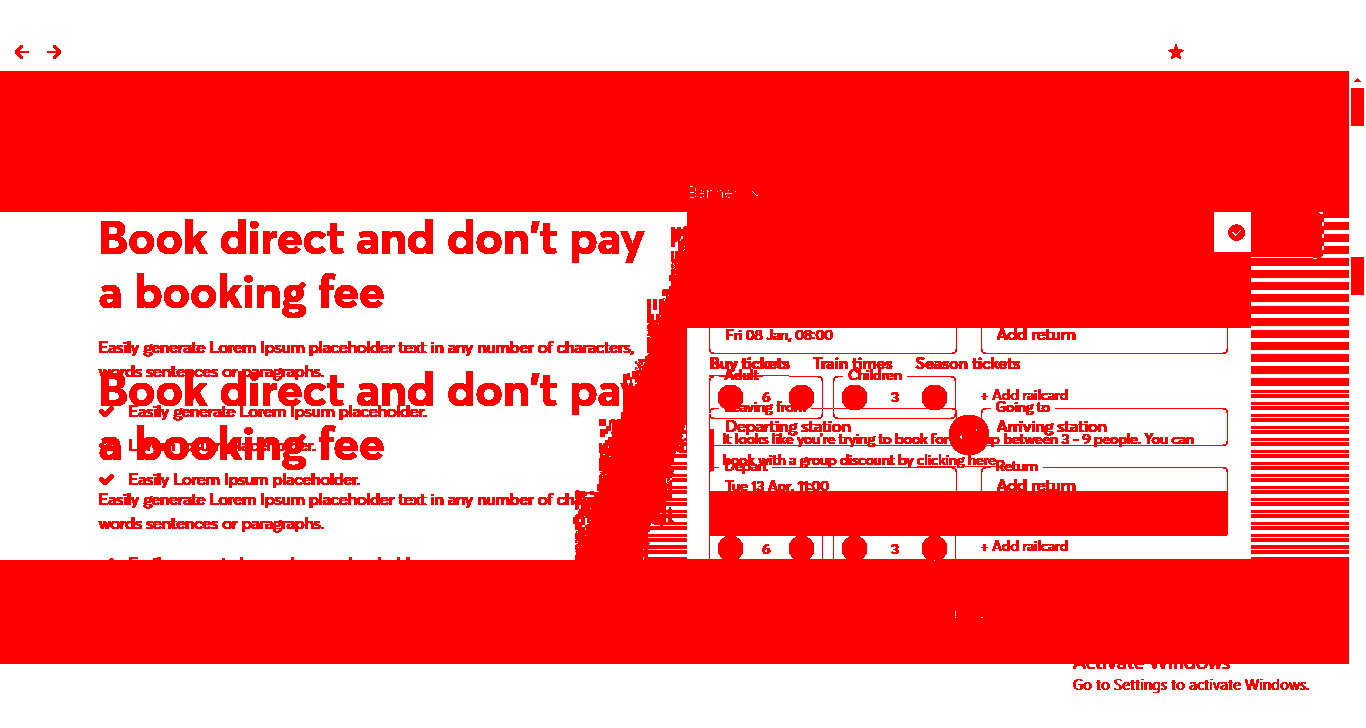 Banner
Book direct and don't pay
a booking fee
Easily generate Lorem Ipsum placeholder text in any number of characters,
words sentences or paragraphs.
Book direct and don't pay
a booking fee
Easily generate Lorem Ipsum placeholder.
Lorem Ipsum placeholder.
Easily Lorem Ipsum placeholder.
Easily generate Lorem Ipsum placeholder text in any number of
words sentences or paragraphs.
Fri 08 Jan, 08:00
Add return
Buy tickets Train times Season tickets
Adult
Children
6
3
+ Add railcard
Leaving from
Going to
Departing station
Arriving station
It looks like you're trying to book for up between 3 - 9 people. You can
book with a group discount by clicking here
Depart
Return
Tue 13 Apr, 11:00
Add return
6
3
+ Add railcard
Activate Windows
Go to Settings to activate Windows.